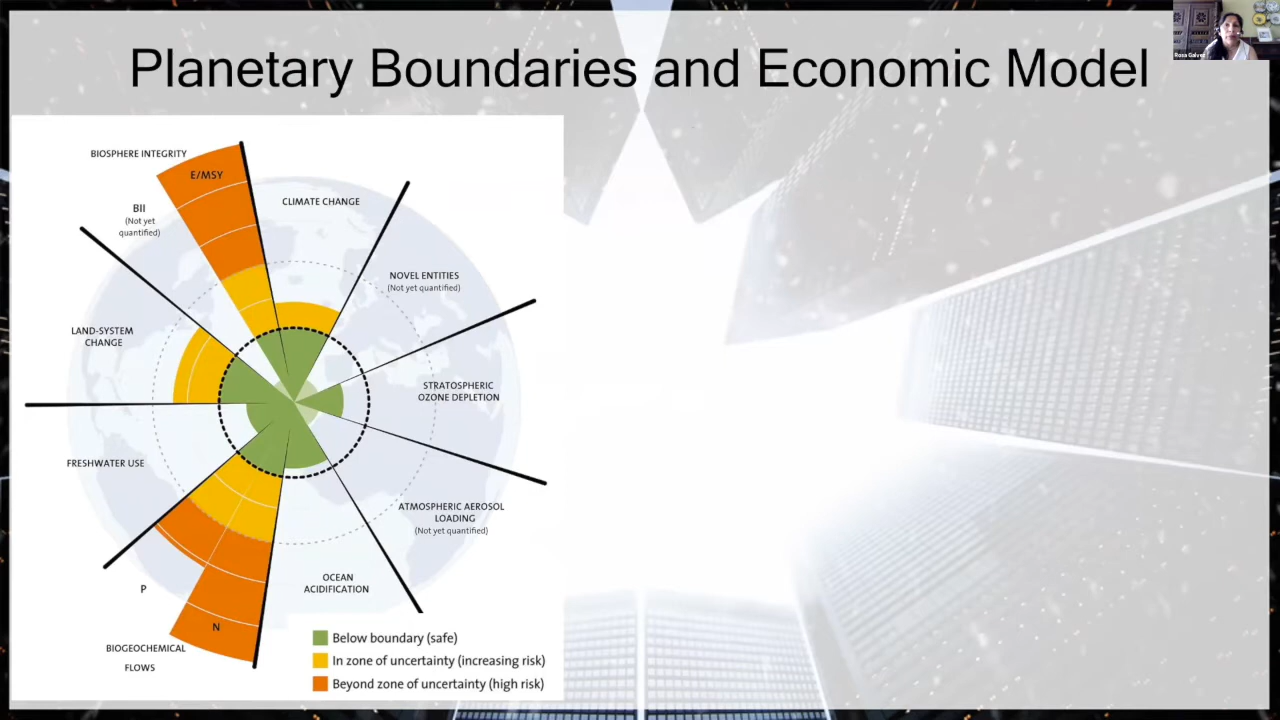 Planetary Boundaries and Economic Model
Rosa Galvez
BIOSPHERE INTEGRITY
E/MSY
CLIMATE CHANGE
BII
(Not yet
quantified)
NOVEL ENTITIES
(Not yet quantified)
LAND-SYSTEM
CHANGE
STRATOSPHERIC
OZONE DEPLETION
FRESHWATER USE
ATMOSPHERIC AEROSOL
LOADING
(Not yet quantified)
OCEAN
ACIDIFICATION
P
N
BIOGEOCHEMICAL
FLOWS
Below boundary (safe)
In zone of uncertainty (increasing risk)
Beyond zone of uncertainty (high risk)